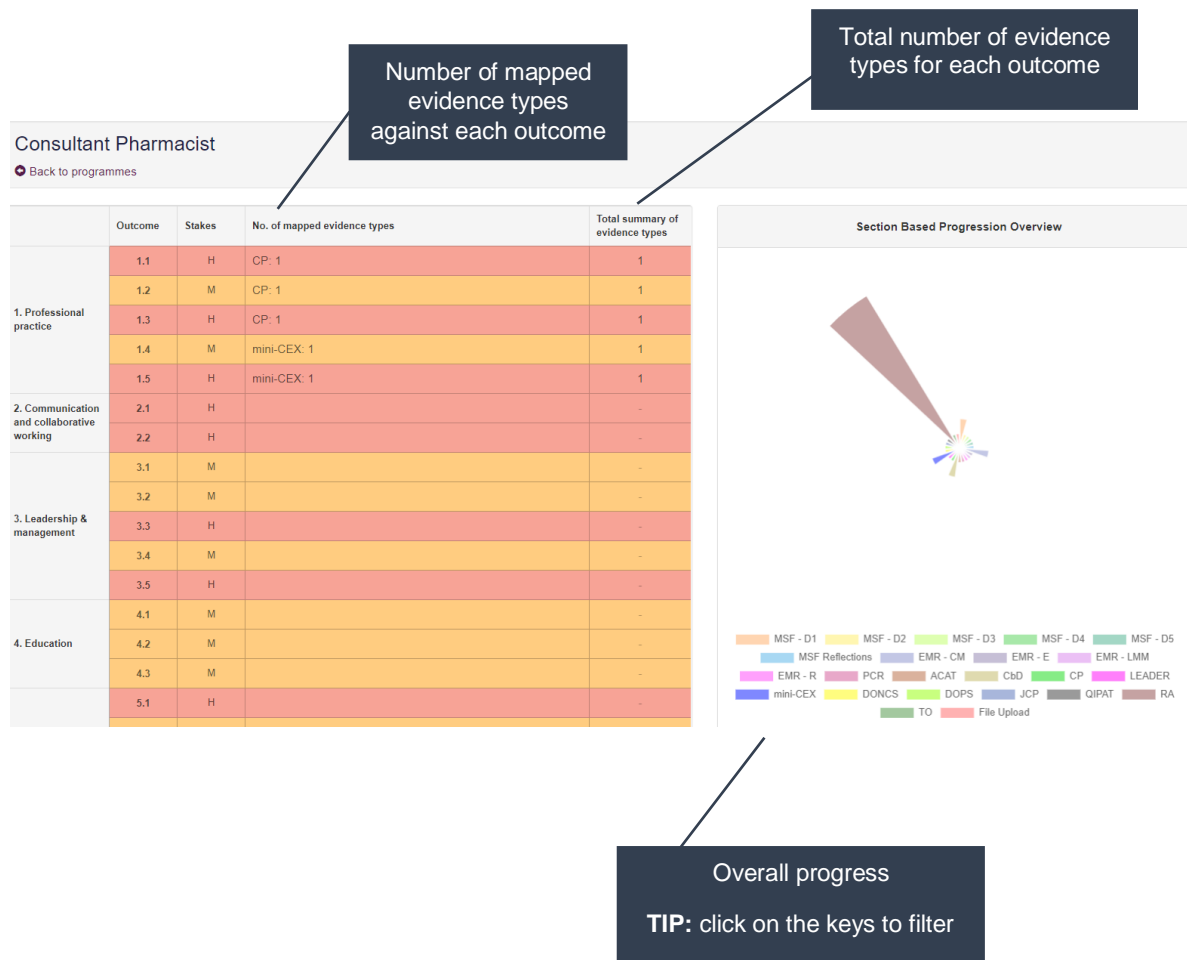 Number of mapped
evidence types
against each outcome
Total number of evidence
types for each outcome
Consultant Pharmacist
Back to programmes
Outcome Stakes No. of mapped evidence types Total summary of
evidence types
1. Professional
practice
1.1 H CP: 1 1
1.2 M CP: 1 1
1.3 H CP: 1 1
1.4 M mini-CEX: 1 1
1.5 H mini-CEX: 1 1
2. Communication
and collaborative
working
2.1 H -
2.2 H -
3. Leadership &
management
3.1 M -
3.2 M -
3.3 H -
3.4 M -
3.5 H -
4. Education
4.1 M -
4.2 M -
4.3 M -
5.1 H -
Section Based Progression Overview
MSF - D1 MSF - D2 MSF - D3 MSF - D4 MSF - D5
MSF Reflections EMR - CM EMR - E EMR - LMM
EMR - R PCR ACAT CbD CP LEADER
mini-CEX DONCS DOPS JCP QIPAT RA
TO File Upload
Overall progress
TIP: click on the keys to filter